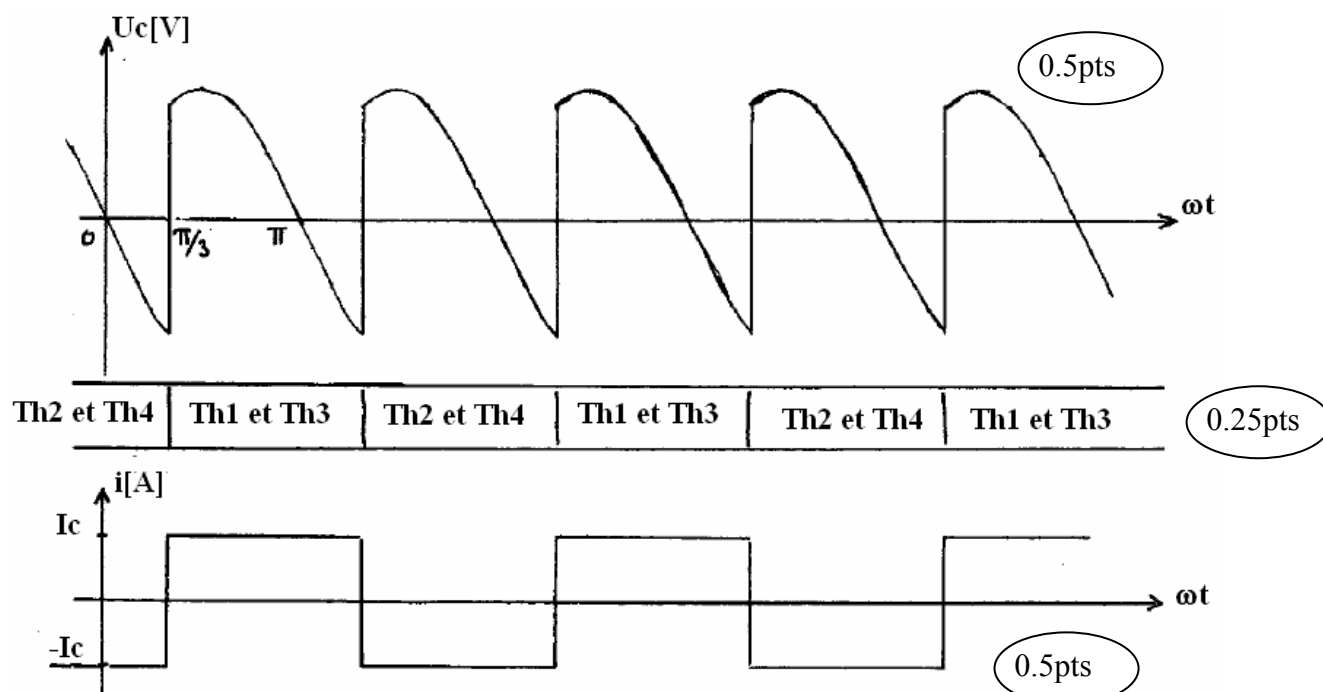 Uc[V]
0.5pts
ωt
0
π/3
π
Th2 et Th4
Th1 et Th3
Th2 et Th4
Th1 et Th3
Th2 et Th4
Th1 et Th3
0.25pts
i[A]
Ic
ωt
-Ic
0.5pts